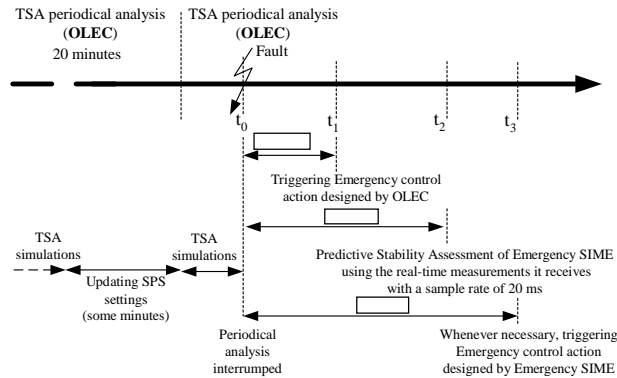 TSA periodical analysis
(OLEC)
20 minutes
TSA periodical analysis
(OLEC)
Fault
t0
t1
t2
t3
Triggering Emergency control
action designed by OLEC
TSA
simulations
Updating SPS
settings
(some minutes)
TSA
simulations
Predictive Stability Assessment of Emergency SIME
using the real-time measurements it receives
with a sample rate of 20 ms
Periodical
analysis
interrumped
Whenever necessary, triggering
Emergency control action
designed by Emergency SIME